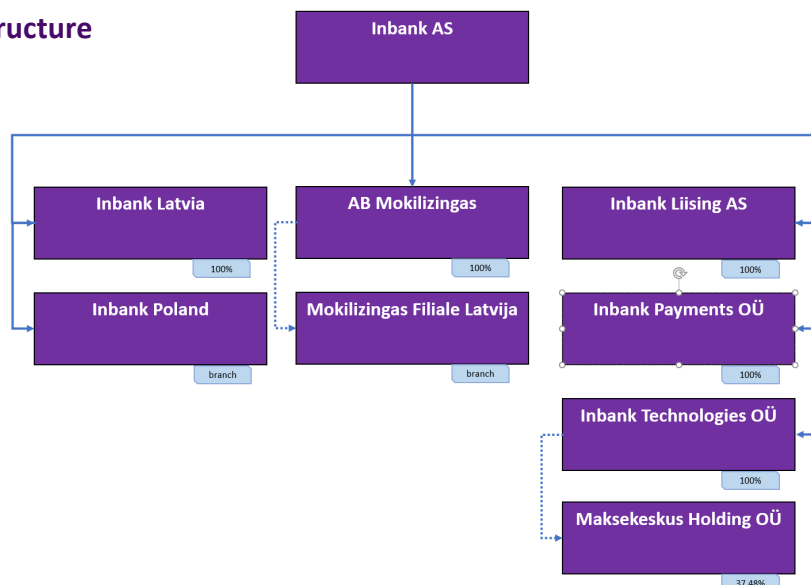 ructure
Inbank AS
Inbank Latvia
100%
AB Mokilizingas
100%
Inbank Liising AS
100%
Inbank Poland
branch
Mokilizingas Filiale Latvija
branch
Inbank Payments OÜ
100%
Inbank Technologies OÜ
100%
Maksekeskus Holding OÜ
37,48%